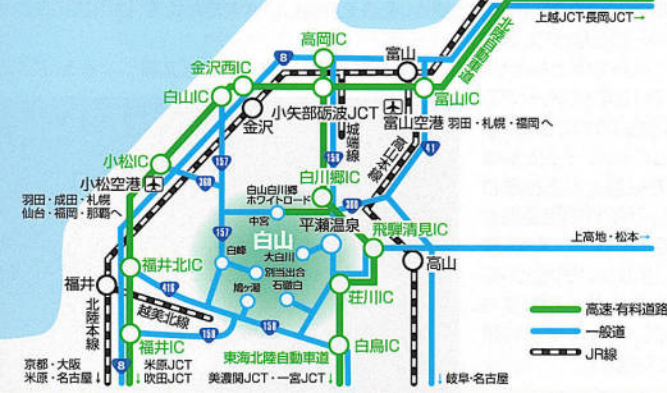 上越JCT・長岡JCT→
北陸自動車道
高岡IC
8
富山
金沢西IC
白山IC
金沢
小矢部砺波JCT
富山IC
富山空港 羽田・札幌・福岡へ
城端線
156
高山本線
41
小松IC
157
360
小松空港
羽田・成田・札幌
仙台・福岡・那覇へ
白川郷IC
白山白川郷
ホワイトロード
中宮
360
平瀬温泉
白山
157
飛騨清見IC
上高地・松本→
白峰
大白川
別当出合
石徹白
鳩ヶ湯
高山
福井北IC
416
福井
越美北線
荘川IC
北陸本線
158
158
福井IC
白鳥IC
東海北陸自動車道
8
京都・大阪
米原・名古屋↓
米原JCT
↓吹田JCT
美濃関JCT・一宮JCT↓
↓岐阜・名古屋
高速・有料道路
一般道
JR線